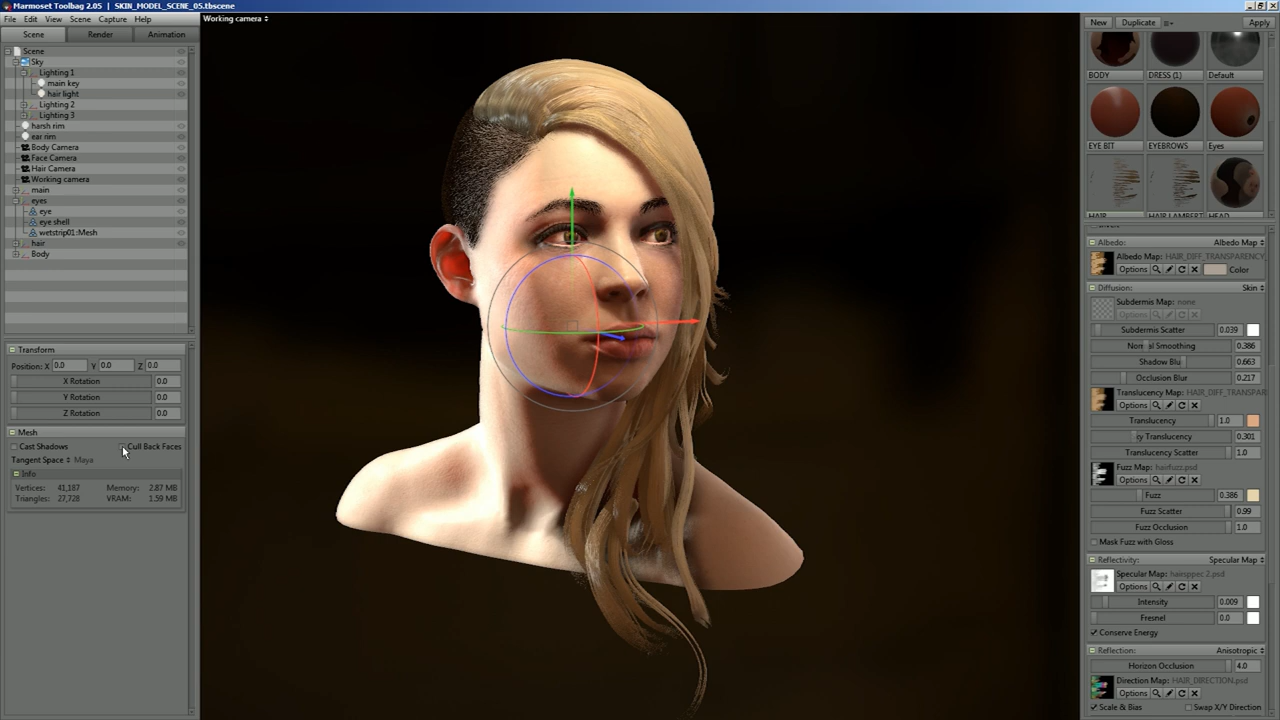 Marmoset Toolbag 2.05 | SKIN_MODEL_SCENE_05.tbscene
File Edit View Scene Capture Help
Scene Render Animation
Scene
Sky
Lighting 1
main key
hair light
Lighting 2
Lighting 3
harsh rim
ear rim
Body Camera
Face Camera
Hair Camera
Working camera
main
eyes
eye
eye shell
wetstrip01:Mesh
hair
Body
Transform
Position: X 0.0 Y 0.0 Z 0.0
X Rotation 0.0
Y Rotation 0.0
Z Rotation 0.0
Mesh
Cast Shadows Cull Back Faces
Tangent Space Maya
Info
Vertices: 41,187 Memory: 2.87 MB
Triangles: 27,728 VRAM: 1.59 MB
Working camera
New Duplicate Apply
BODY DRESS (1) Default
EYE BIT EYEBROWS Eyes
HAIR HAIR LAMBERT HEAD
Albedo: Albedo Map
Albedo Map: HAIR_DIFF_TRANSPARENCY
Options Color
Diffusion: Skin
Subdermis Map: none
Options
Subdermis Scatter 0.039
Normal Smoothing 0.386
Shadow Blu 0.663
Occlusion Blur 0.217
Translucency Map: HAIR_DIFF_TRANSPAR
Options
Translucency 1.0
cy Translucency 0.301
Translucency Scatter 1.0
Fuzz Map: hairfuzz.psd
Options
Fuzz 0.386
Fuzz Scatter 0.99
Fuzz Occlusion 1.0
Mask Fuzz with Gloss
Reflectivity: Specular Map
Specular Map: hairsppec 2.psd
Options
Intensity 0.009
Fresnel 0.0
Conserve Energy
Reflection: Anisotropic
Horizon Occlusion 4.0
Direction Map: HAIR_DIRECTION.psd
Options
Scale & Bias Swap X/Y Direction